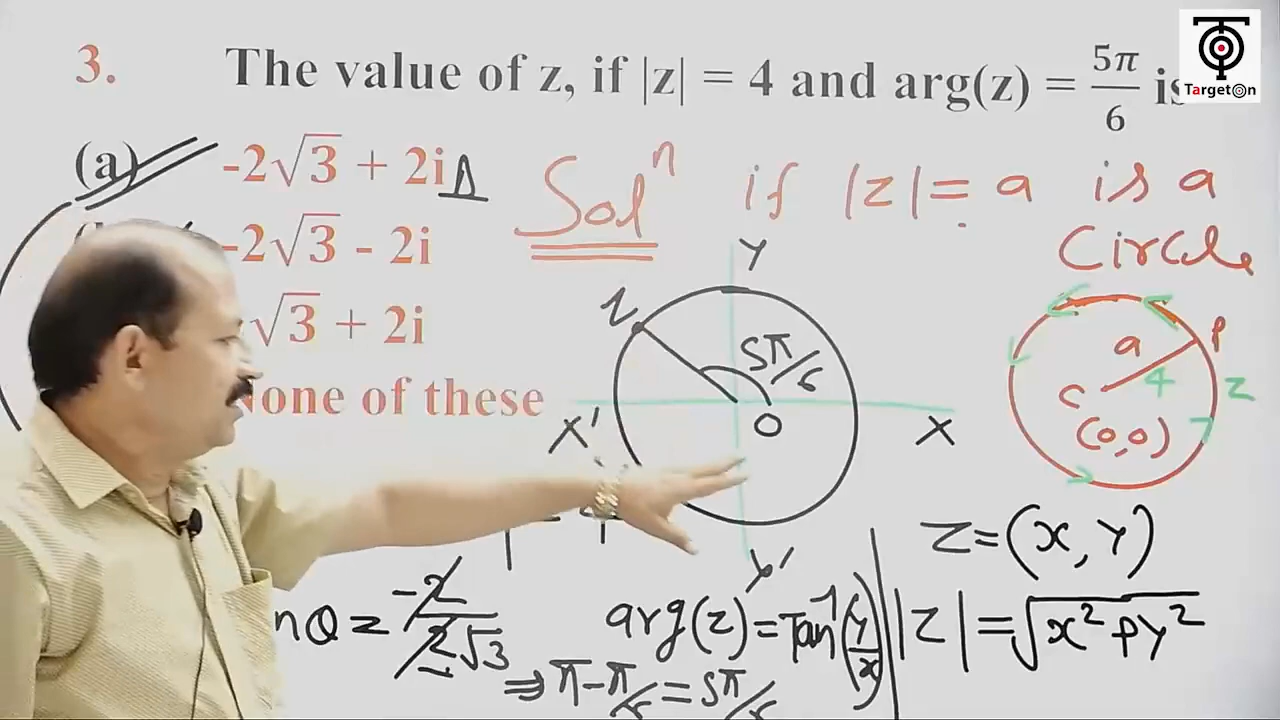 3. The value of z, if |z| = 4 and arg(z) = 5π/6 is
TargetOn
(a) -2√3 + 2i
-2√3 - 2i
√3 + 2i
None of these
Solⁿ if |z| = a is a
Circle
Y
Z
5π/6
X'
O
X
Y'
P
a
4
C
(0,0)
Z
Z=(x, Y)
nθ = -2/2√3
arg(z)=Tan⁻¹(Y/x)
|Z|=√x²+Y²
⇒ π-π/6=5π/6